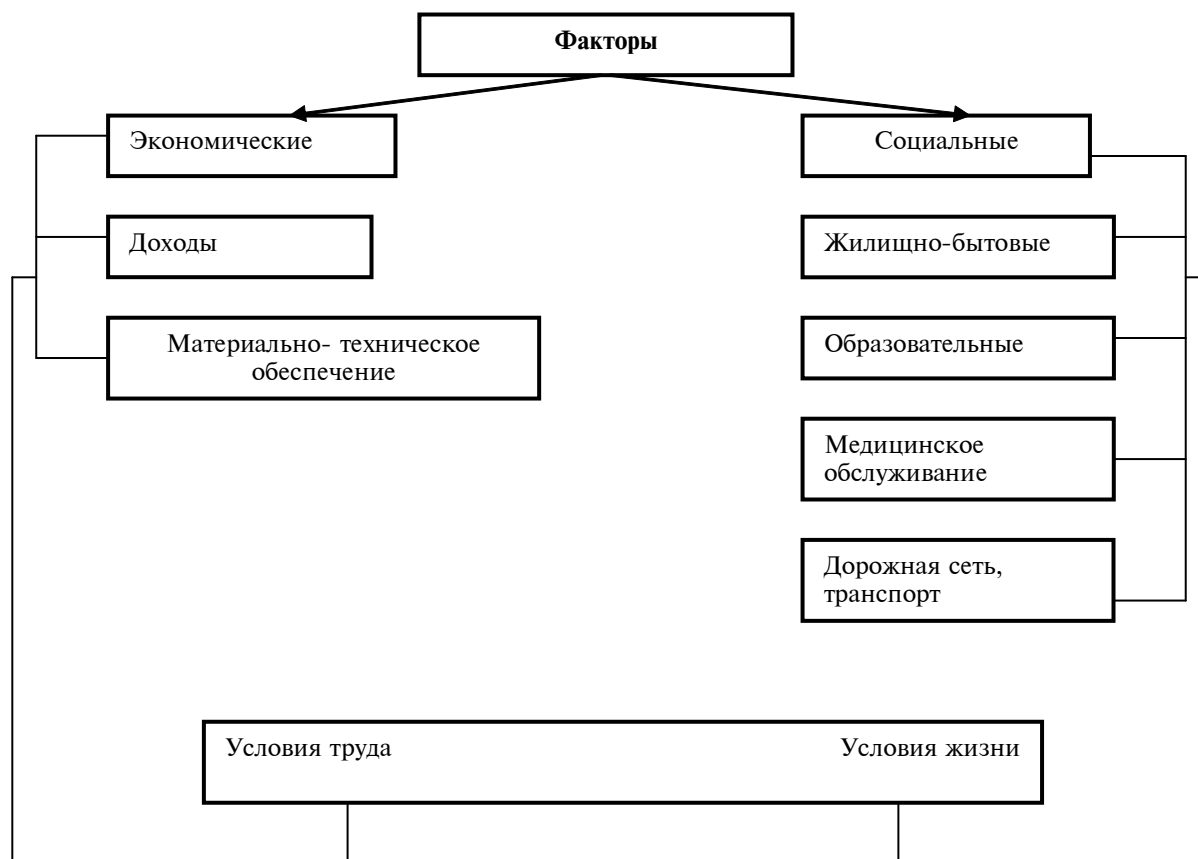 Факторы
Экономические
Социальные
Доходы
Жилищно-бытовые
Материально- техническое
обеспечение
Образовательные
Медицинское
обслуживание
Дорожная сеть,
транспорт
Условия труда
Условия жизни